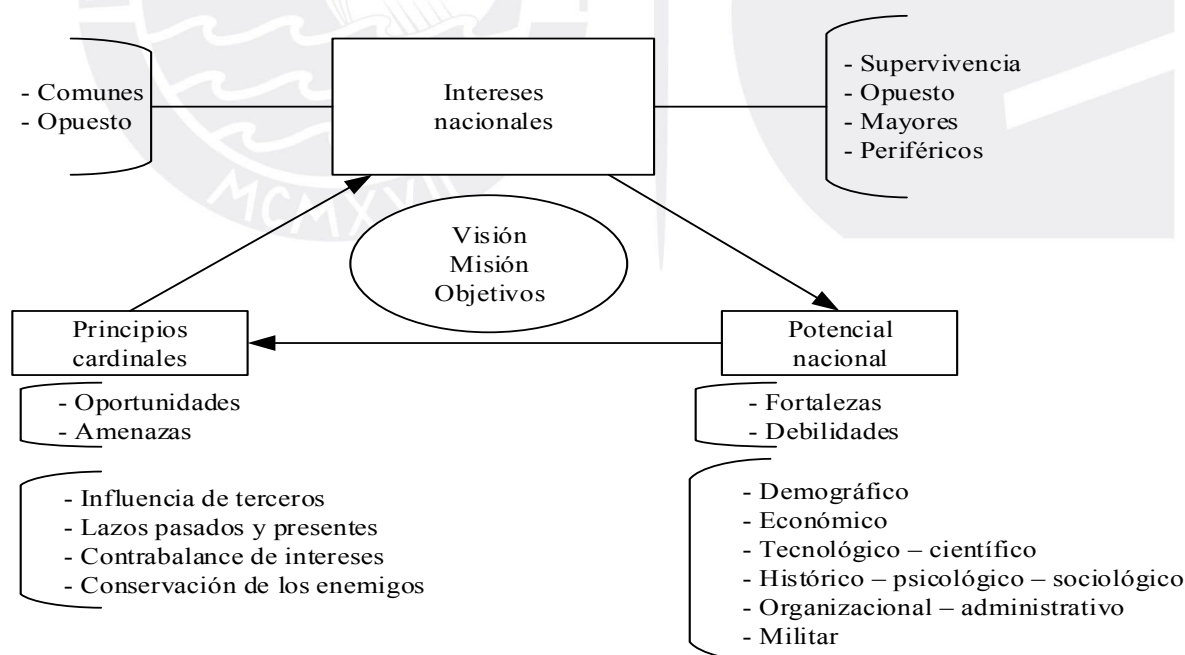 - Comunes
- Opuesto
Intereses
nacionales
- Supervivencia
- Opuesto
- Mayores
- Periféricos
MCMXVII
Visión
Misión
Objetivos
Principios
cardinales
Potencial
nacional
- Oportunidades
- Amenazas
- Fortalezas
- Debilidades
- Influencia de terceros
- Lazos pasados y presentes
- Contrabalance de intereses
- Conservación de los enemigos
- Demográfico
- Económico
- Tecnológico – científico
- Histórico – psicológico – sociológico
- Organizacional – administrativo
- Militar